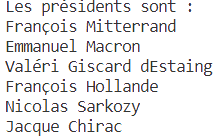 Les présidents sont :
François Mitterrand
Emmanuel Macron
Valéri Giscard dEstaing
François Hollande
Nicolas Sarkozy
Jacque Chirac